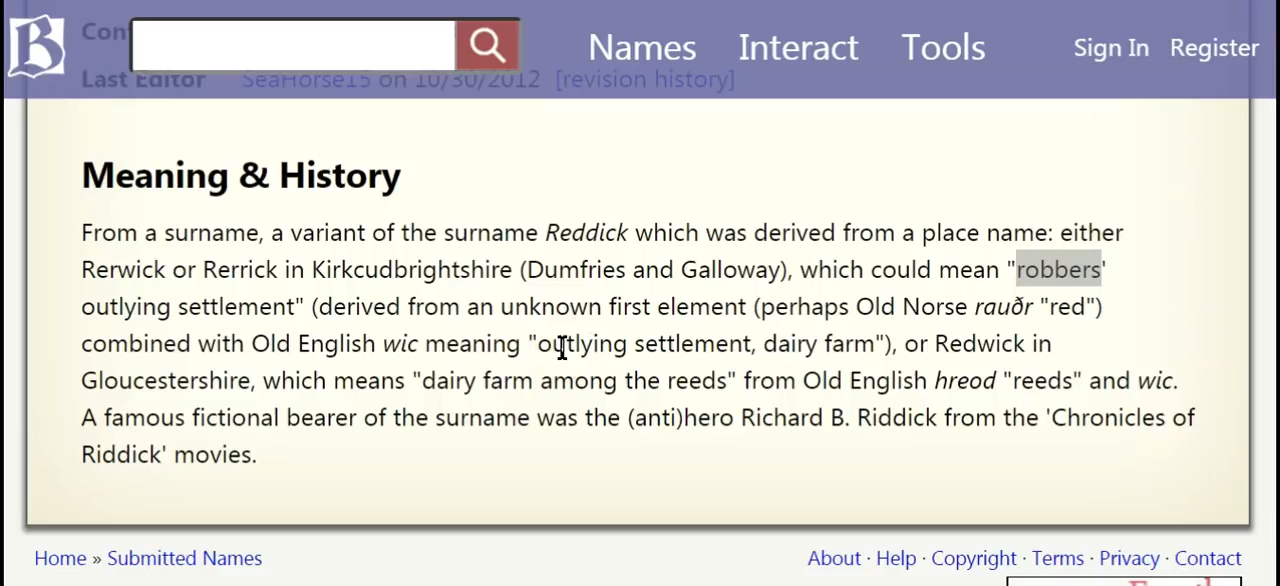 B
Names Interact Tools Sign In Register
Last Editor SeaHorse15 on 10/30/2012 [revision history]
Meaning & History
From a surname, a variant of the surname Reddick which was derived from a place name: either
Rerwick or Rerrick in Kirkcudbrightshire (Dumfries and Galloway), which could mean "robbers'
outlying settlement" (derived from an unknown first element (perhaps Old Norse rauðr "red")
combined with Old English wic meaning "outlying settlement, dairy farm"), or Redwick in
Gloucestershire, which means "dairy farm among the reeds" from Old English hreod "reeds" and wic.
A famous fictional bearer of the surname was the (anti)hero Richard B. Riddick from the 'Chronicles of
Riddick' movies.
Home » Submitted Names
About · Help · Copyright · Terms · Privacy · Contact